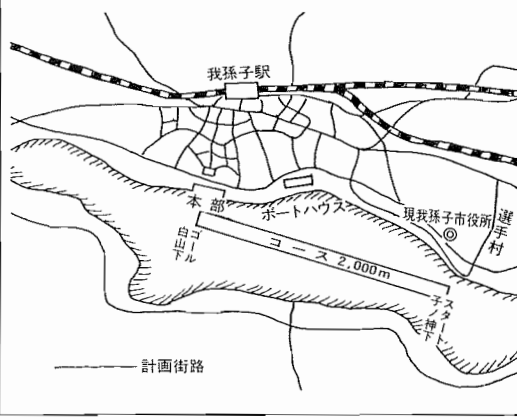 我孫子駅
本部
ボートハウス
現我孫子市役所
選手村
ゴール
白山下
コース 2,000m
スタート
子ノ神下
計画街路